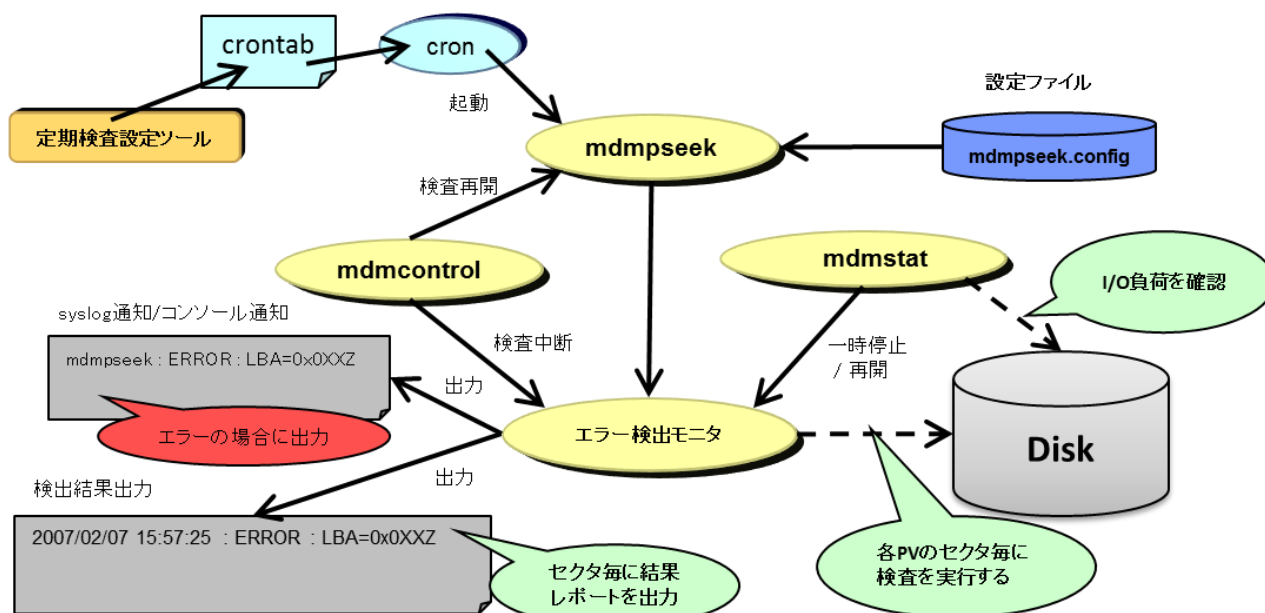 crontab
cron
起動
設定ファイル
定期検査設定ツール
mdmpseek
mdmpseek.config
検査再開
mdmcontrol
mdmstat
I/O負荷を確認
syslog通知/コンソール通知
mdmpseek : ERROR : LBA=0x0XXZ
検査中断
一時停止
/ 再開
出力
エラーの場合に出力
エラー検出モニタ
Disk
出力
検出結果出力
2007/02/07 15:57:25 : ERROR : LBA=0x0XXZ
セクタ毎に結果
レポートを出力
各PVのセクタ毎に
検査を実行する